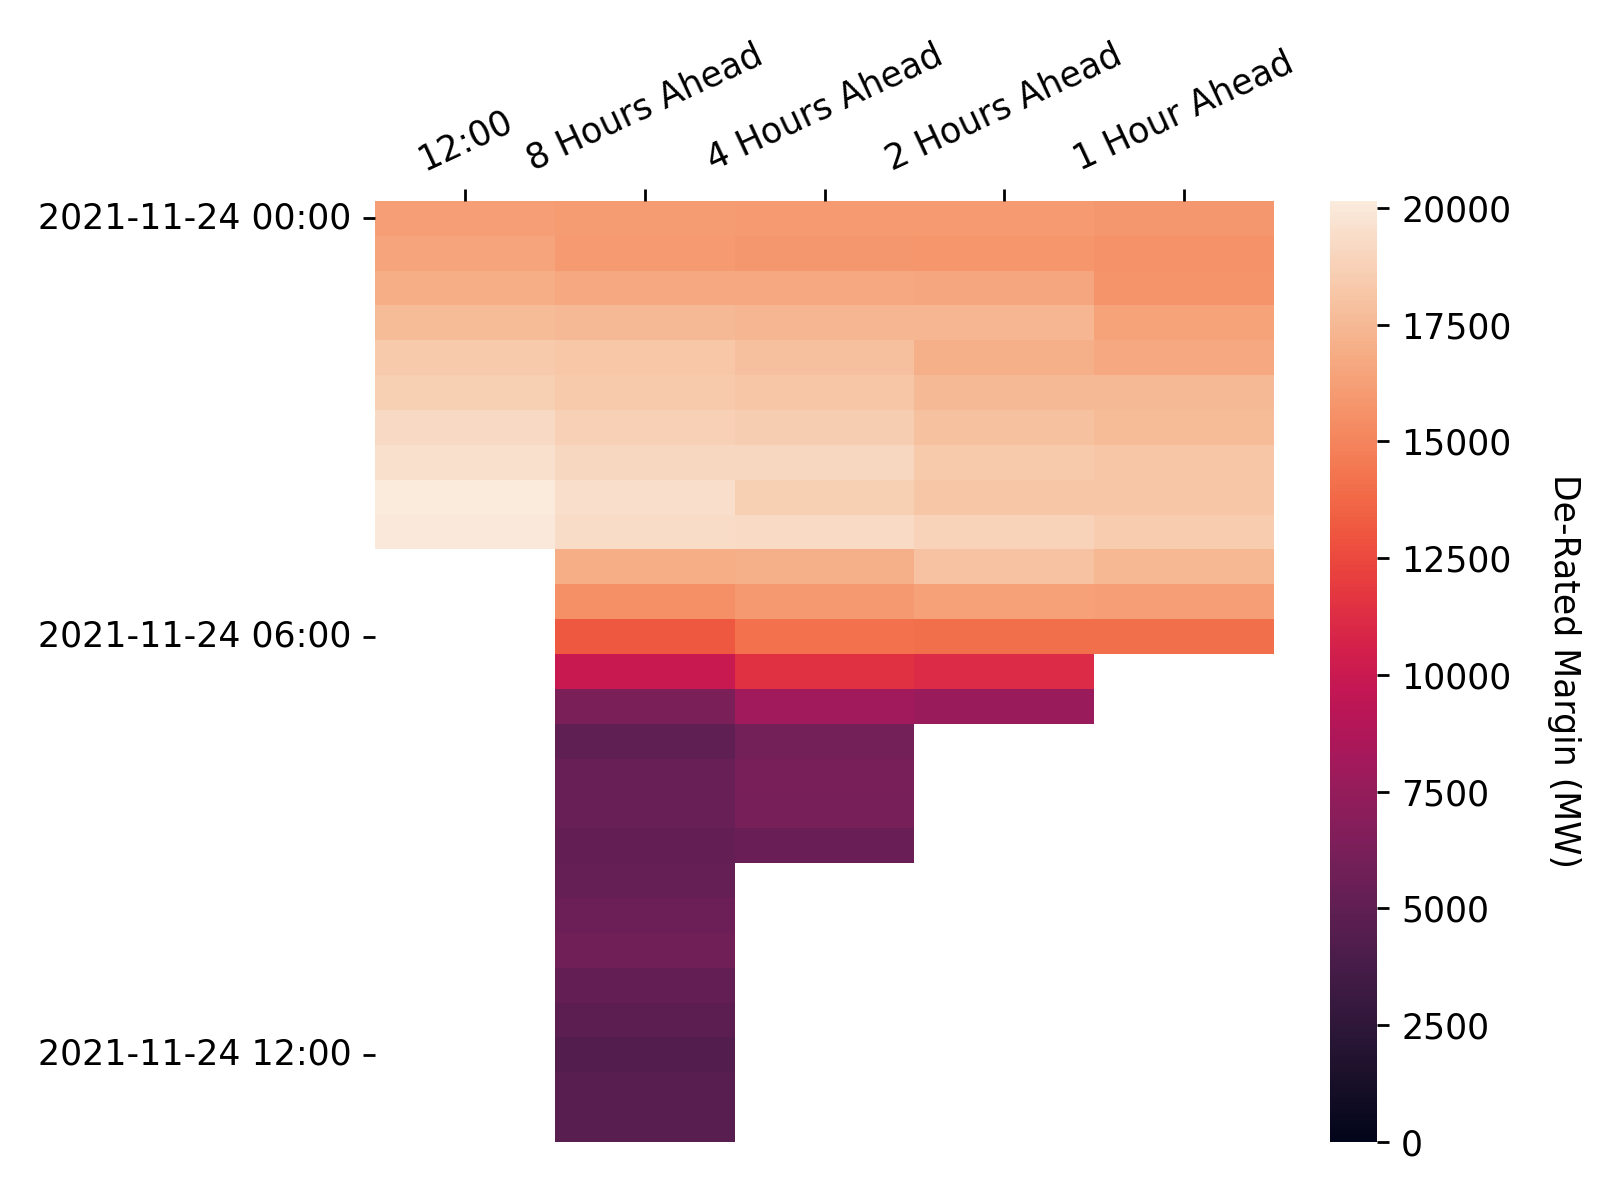 12:00
8 Hours Ahead
4 Hours Ahead
2 Hours Ahead
1 Hour Ahead
2021-11-24 00:00
2021-11-24 06:00
2021-11-24 12:00
20000
17500
15000
12500
10000
7500
5000
2500
0
De-Rated Margin (MW)